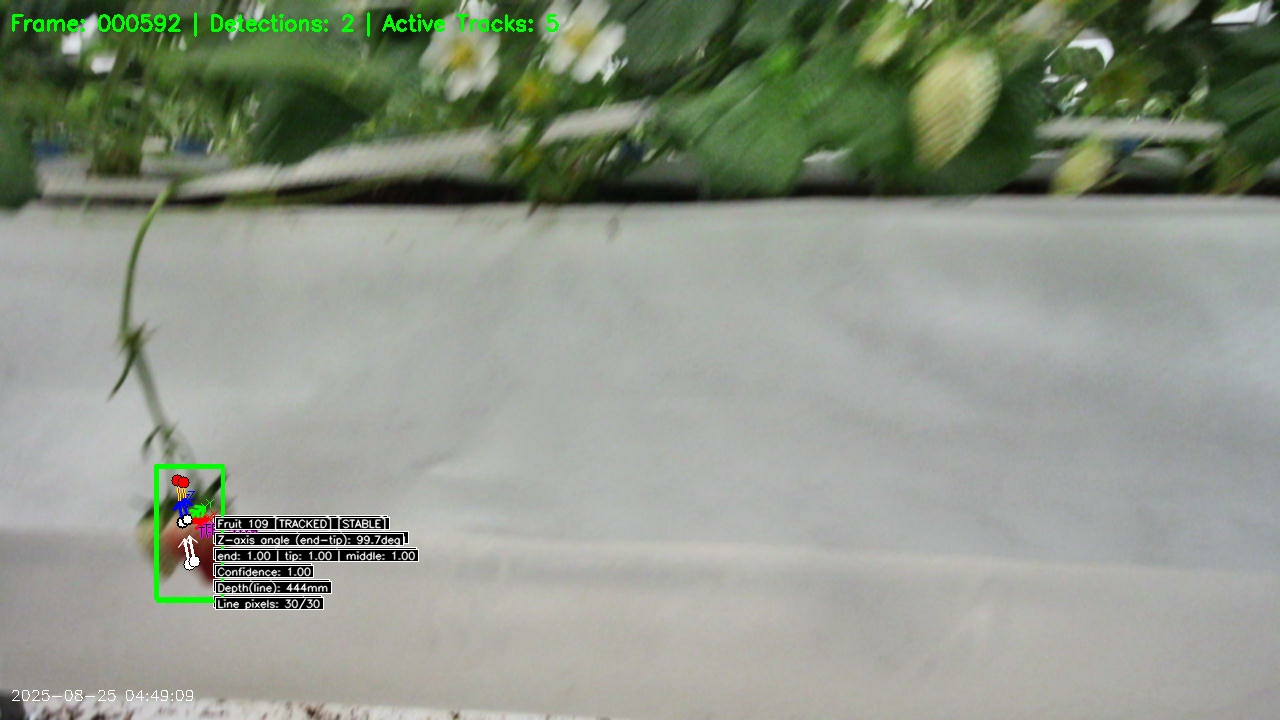 Frame: 000592 | Detections: 2 | Active Tracks: 5
Fruit 109 [TRACKED] [STABLE]
Z-axis angle (end-tip): 99.7deg
end: 1.00 | tip: 1.00 | middle: 1.00
Confidence: 1.00
Depth(line): 444mm
Line pixels: 30/30
2025-08-25 04:49:09